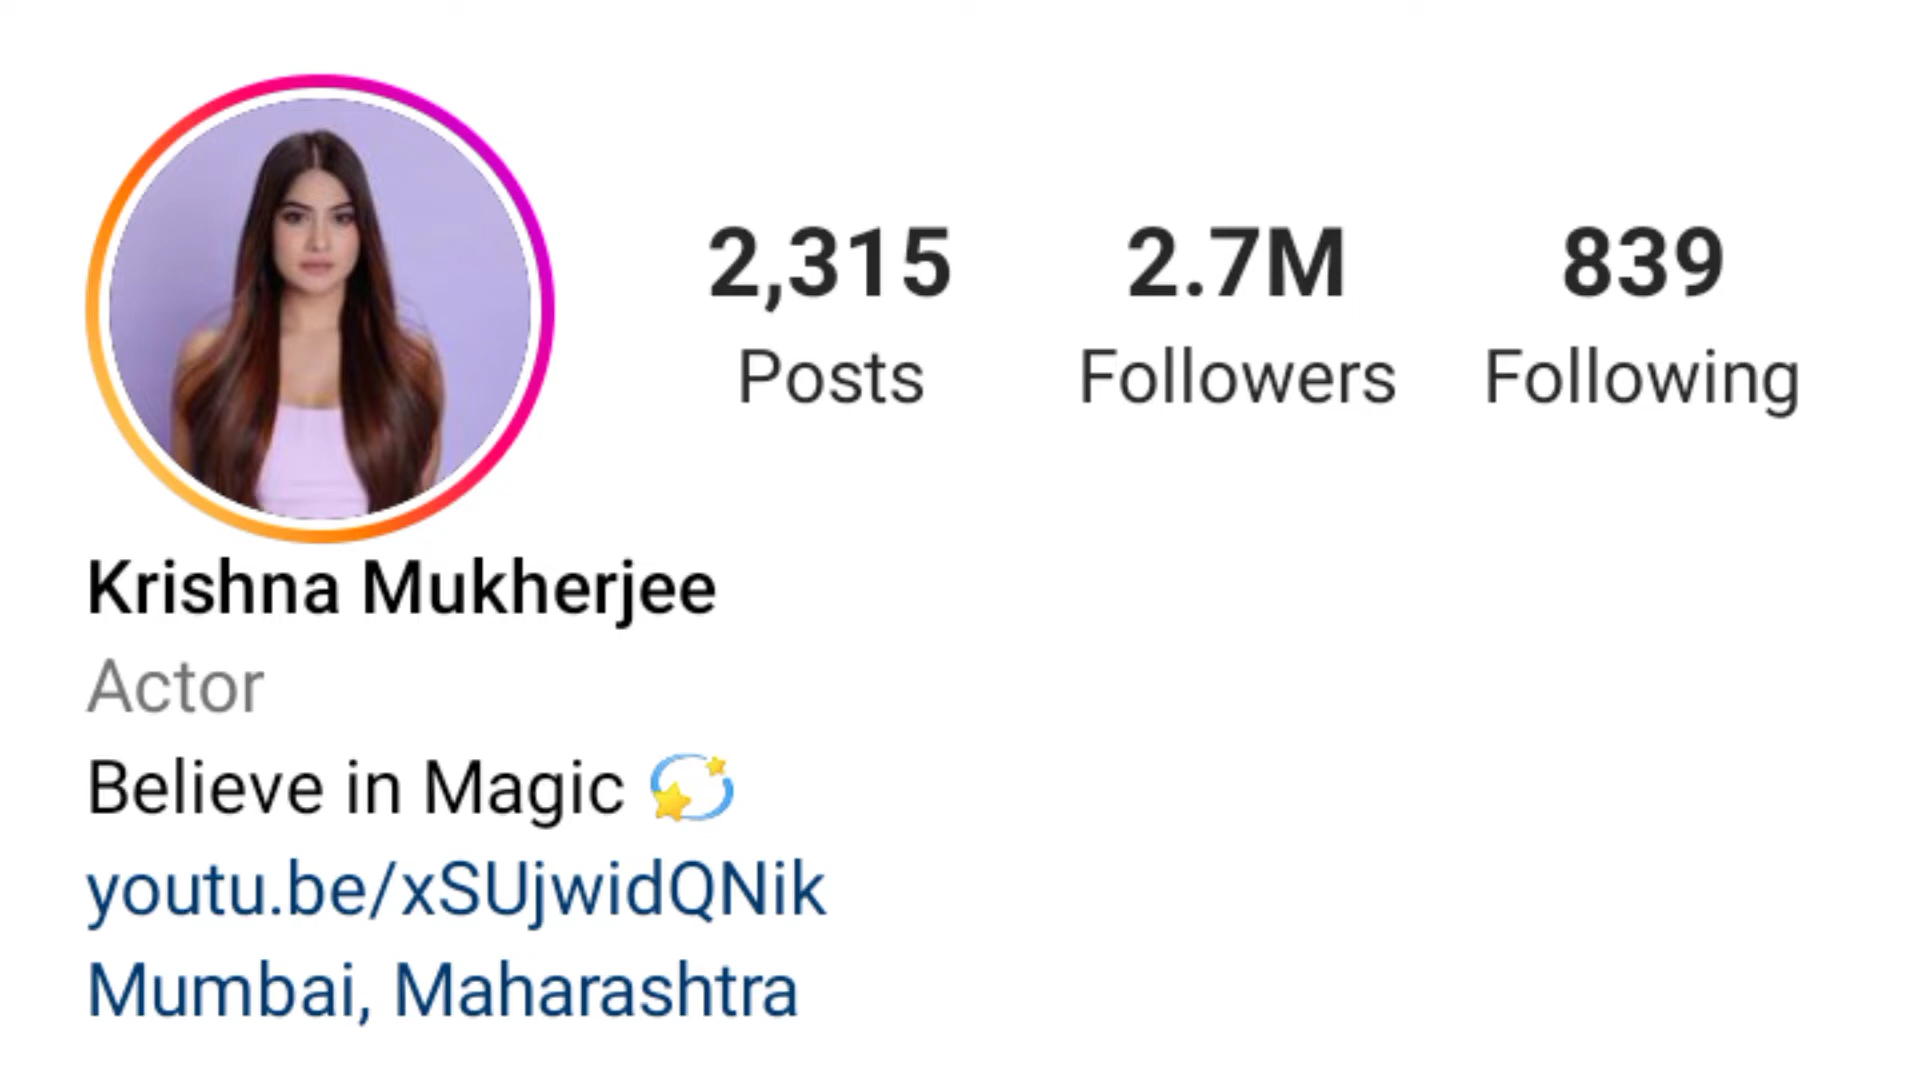 2,315 2.7M 839
Posts Followers Following
Krishna Mukherjee
Actor
Believe in Magic 💫
youtu.be/xSUjwidQNik
Mumbai, Maharashtra